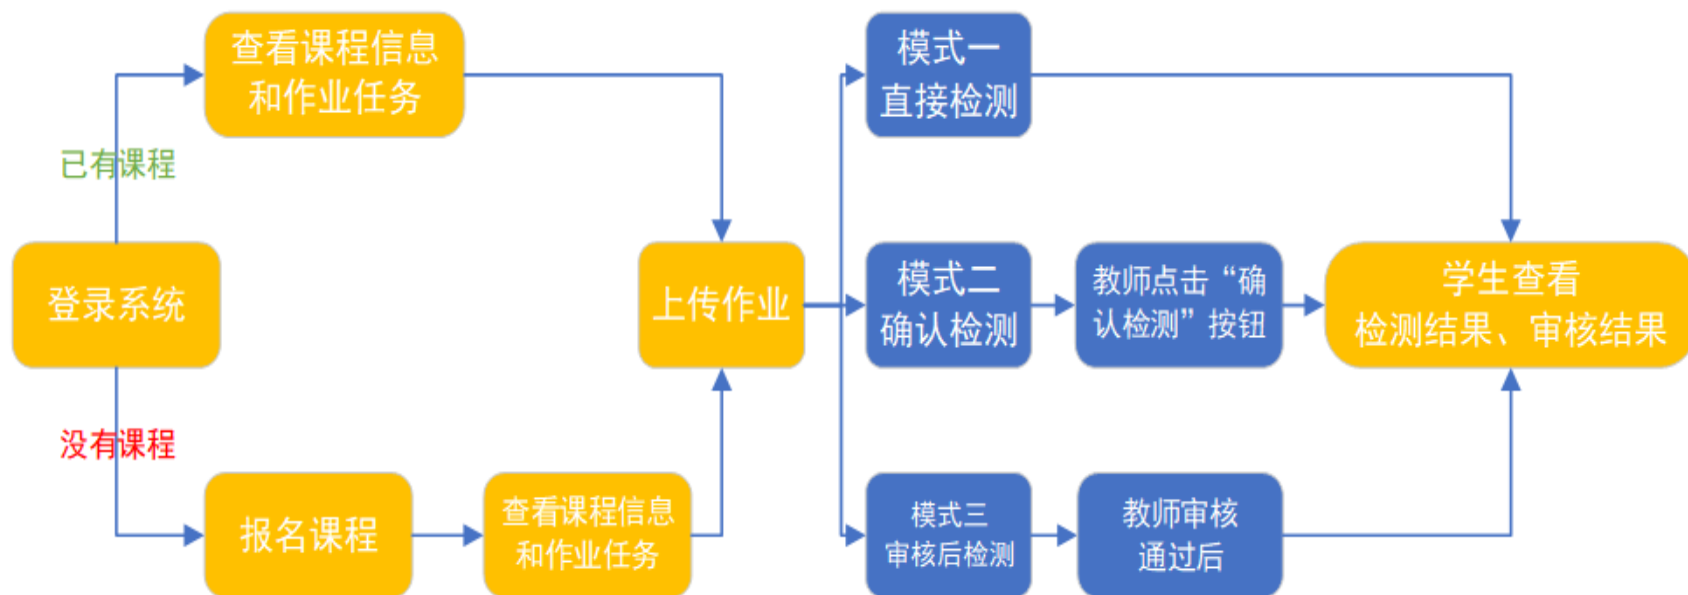 查看课程信息
和作业任务
模式一
直接检测
已有课程
登录系统
上传作业
模式二
确认检测
教师点击“确
认检测”按钮
学生查看
检测结果、审核结果
没有课程
报名课程
查看课程信息
和作业任务
模式三
审核后检测
教师审核
通过后